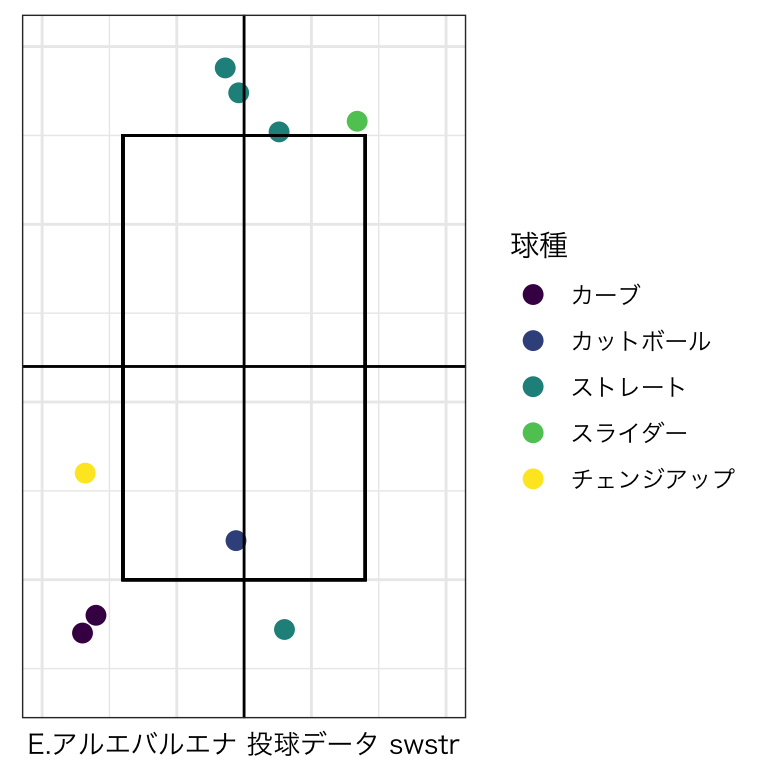 球種
カーブ
カットボール
ストレート
スライダー
チェンジアップ
E.アルエバルエナ 投球データ swstr